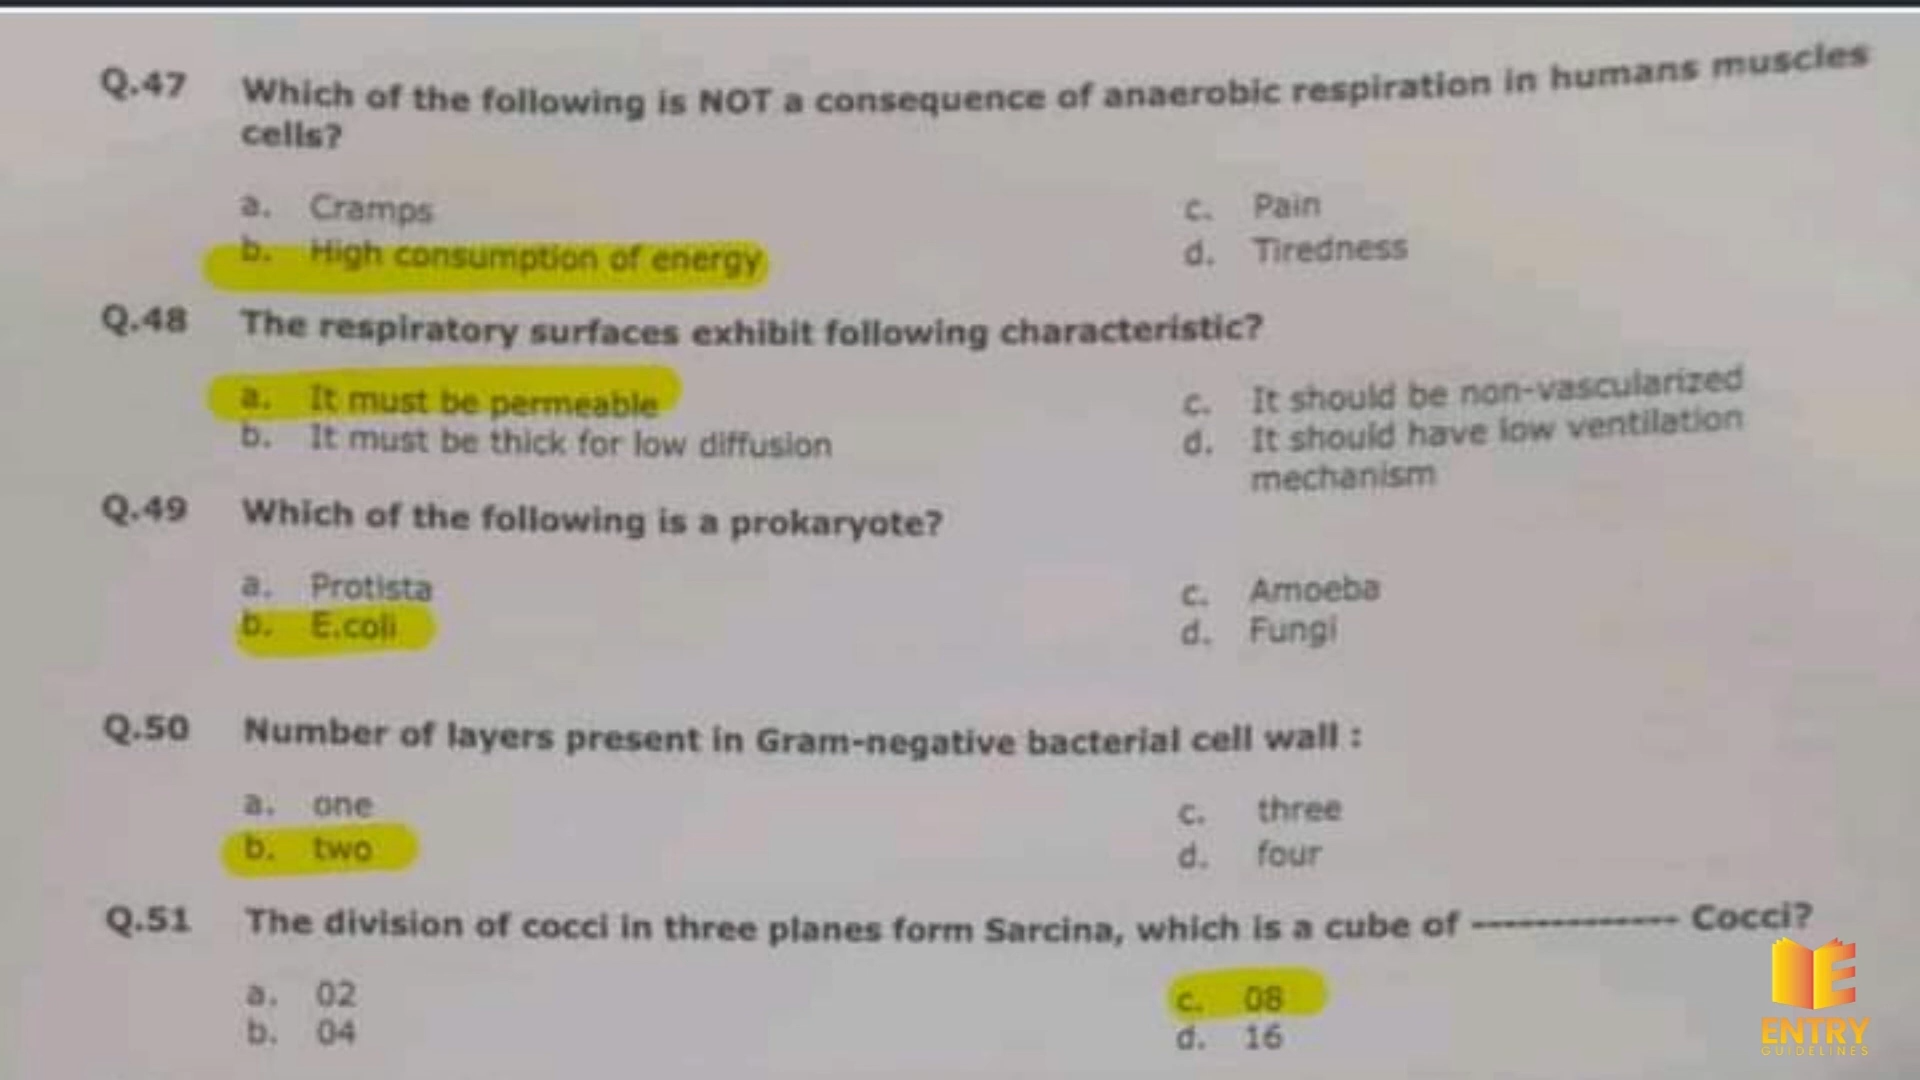 Q.47 Which of the following is NOT a consequence of anaerobic respiration in humans muscles
cells?
a. Cramps
c. Pain
b. High consumption of energy
d. Tiredness
Q.48 The respiratory surfaces exhibit following characteristic?
a. It must be permeable
c. It should be non-vascularized
b. It must be thick for low diffusion
d. It should have low ventilation
mechanism
Q.49 Which of the following is a prokaryote?
a. Protista
c. Amoeba
b. E.coli
d. Fungi
Q.50 Number of layers present in Gram-negative bacterial cell wall :
a. one
c. three
b. two
d. four
Q.51 The division of cocci in three planes form Sarcina, which is a cube of ------------- Cocci?
a. 02
c. 08
b. 04
d. 16
ENTRY
GUIDELINES